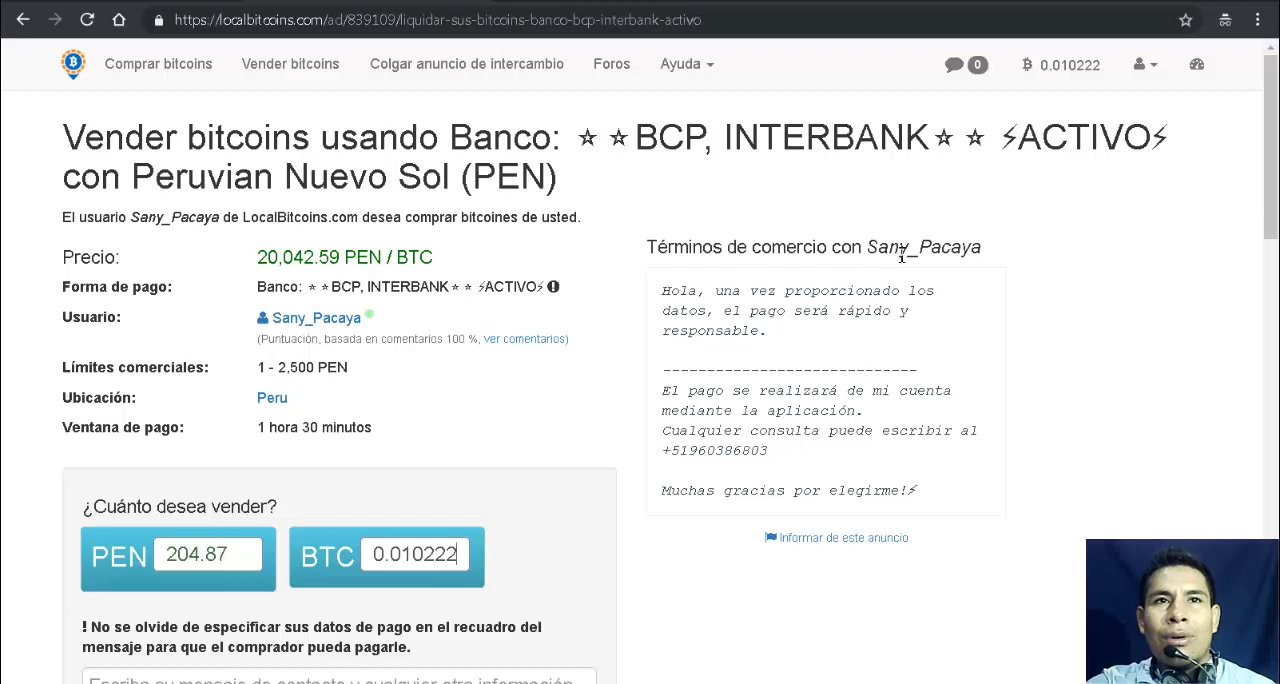 https://localbitcoins.com/ad/839109/liquidar-sus-bitcoins-banco-bcp-interbank-activo
Comprar bitcoins Vender bitcoins Colgar anuncio de intercambio Foros Ayuda 0 0.010222
Vender bitcoins usando Banco: ☆☆BCP, INTERBANK☆☆ ⚡ACTIVO⚡
con Peruvian Nuevo Sol (PEN)
El usuario Sany_Pacaya de LocalBitcoins.com desea comprar bitcoines de usted.
Precio: 20,042.59 PEN / BTC
Forma de pago: Banco: ☆☆BCP, INTERBANK☆☆ ⚡ACTIVO⚡
Usuario: Sany_Pacaya
(Puntuación, basada en comentarios 100 %, ver comentarios)
Límites comerciales: 1 - 2,500 PEN
Ubicación: Peru
Ventana de pago: 1 hora 30 minutos
¿Cuánto desea vender?
PEN 204.87 BTC 0.010222
! No se olvide de especificar sus datos de pago en el recuadro del
mensaje para que el comprador pueda pagarle.
Escriba su mensaje de contacto y cualquier otra información
Términos de comercio con Sany_Pacaya
Hola, una vez proporcionado los
datos, el pago será rápido y
responsable.
----------------------------
El pago se realizará de mi cuenta
mediante la aplicación.
Cualquier consulta puede escribir al
+51960386803
Muchas gracias por elegirme!⚡
Informar de este anuncio